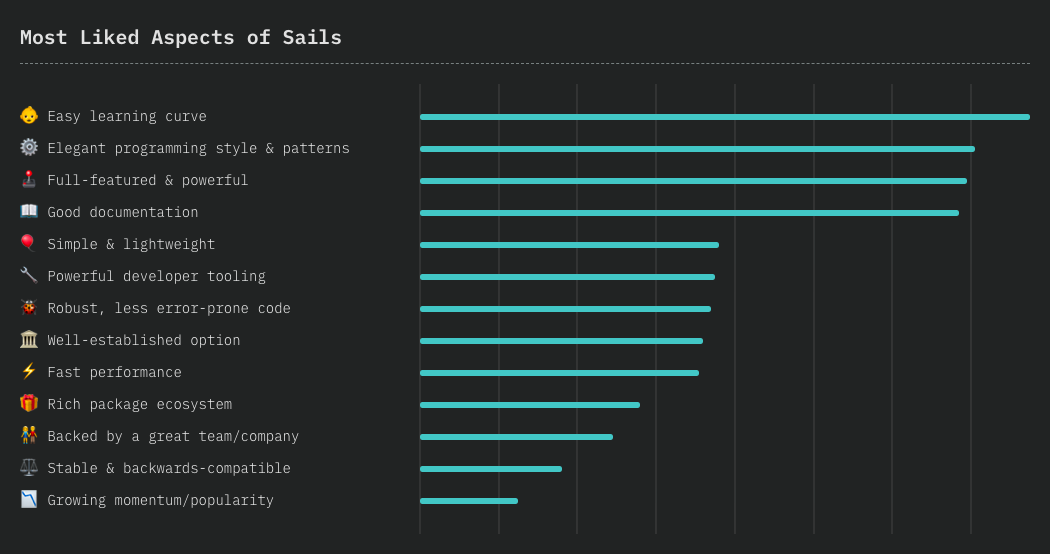 Most Liked Aspects of Sails
Easy learning curve
Elegant programming style & patterns
Full-featured & powerful
Good documentation
Simple & lightweight
Powerful developer tooling
Robust, less error-prone code
Well-established option
Fast performance
Rich package ecosystem
Backed by a great team/company
Stable & backwards-compatible
Growing momentum/popularity